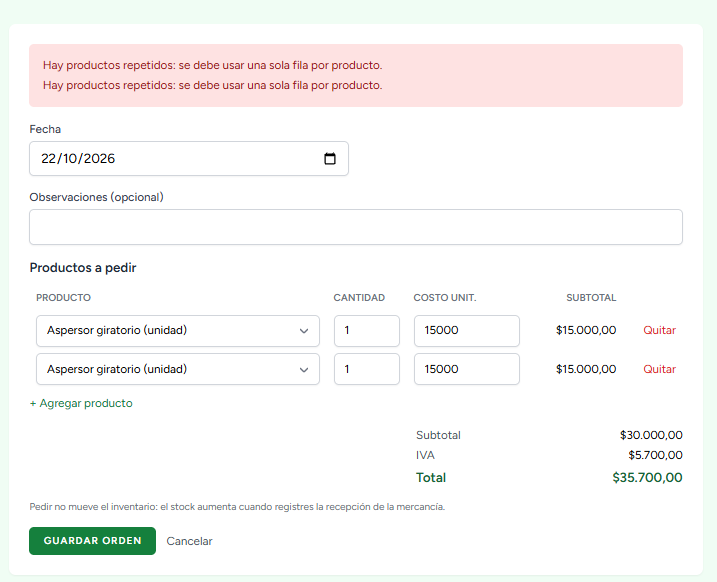 Hay productos repetidos: se debe usar una sola fila por producto.
Hay productos repetidos: se debe usar una sola fila por producto.
Fecha
22/10/2026
Observaciones (opcional)
Productos a pedir
PRODUCTO CANTIDAD COSTO UNIT. SUBTOTAL
Aspersor giratorio (unidad) 1 15000 $15.000,00 Quitar
Aspersor giratorio (unidad) 1 15000 $15.000,00 Quitar
+ Agregar producto
Subtotal $30.000,00
IVA $5.700,00
Total $35.700,00
Pedir no mueve el inventario: el stock aumenta cuando registres la recepción de la mercancía.
GUARDAR ORDEN Cancelar